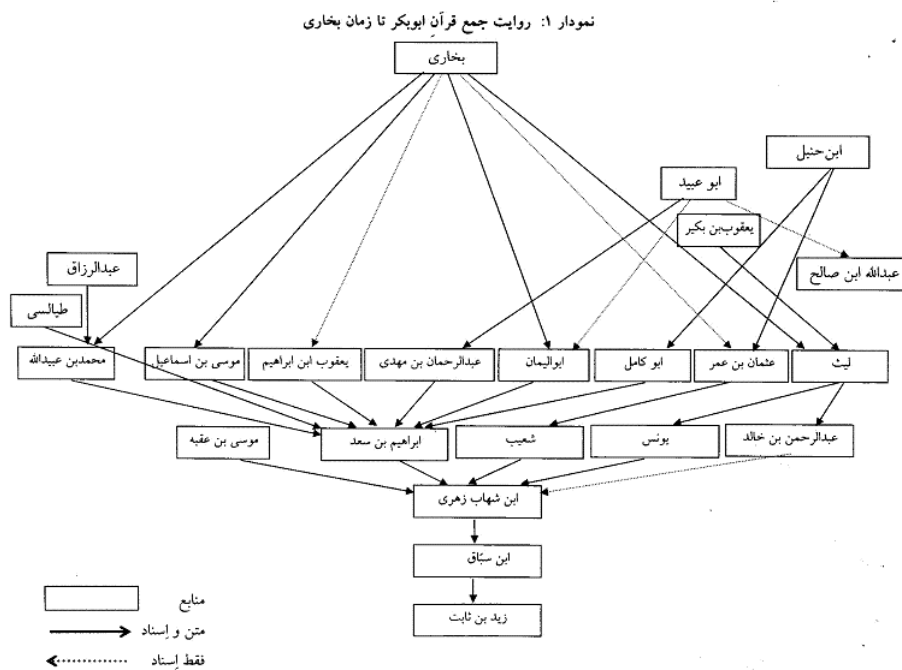 نمودار ۱: روایت جمع قرآنِ ابوبکر تا زمان بخاری
بخاری
ابن‌حنبل
ابو عبید
یعقوب‌بن بکیر
عبدالرزاق
عبدالله ابن صالح
طیالسی
لیث
عثمان بن عمر
ابو کامل
ابوالیمان
عبدالرحمان بن مهدی
یعقوب ابن ابراهیم
موسی بن اسماعیل
محمدبن عبیدالله
عبدالرحمن بن خالد
یونس
شعیب
ابراهیم بن سعد
موسی بن عقبه
ابن شهاب زهری
ابن سبّاق
زید بن ثابت
منابع
متن و اِسناد
فقط اِسناد